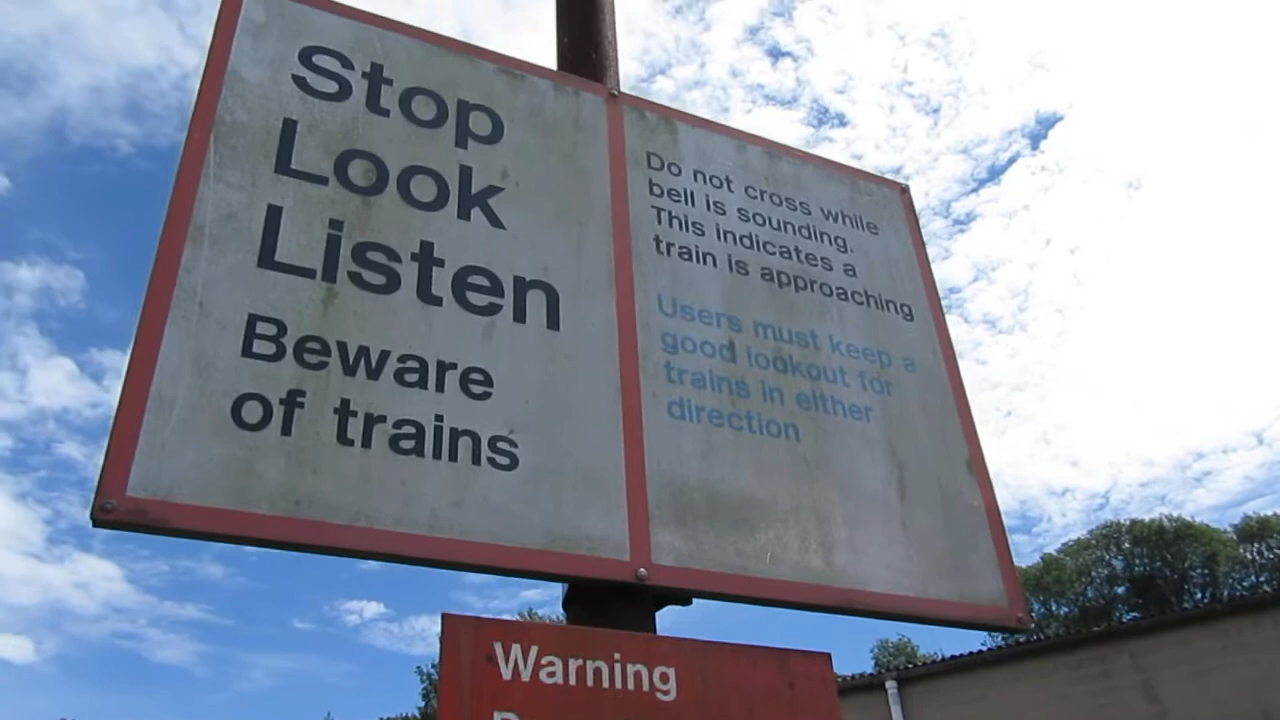 Stop
Look
Listen
Beware
of trains
Do not cross while
bell is sounding.
This indicates a
train is approaching
Users must keep a
good lookout for
trains in either
direction
Warning